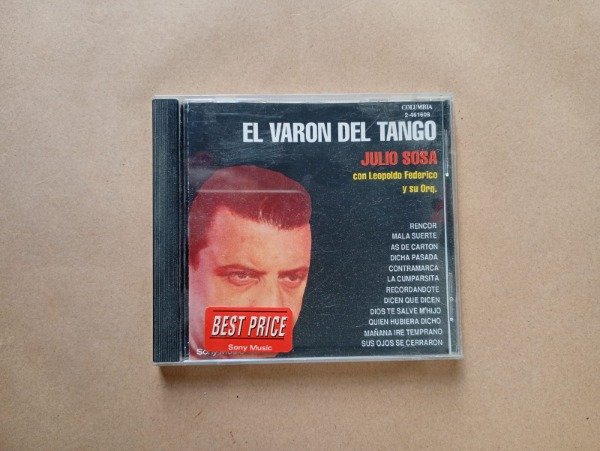 COLUMBIA
2-461609
EL VARON DEL TANGO
JULIO SOSA
con Leopoldo Federico
y su Orq.
RENCOR
MALA SUERTE
AS DE CARTON
DICHA PASADA
CONTRAMARCA
LA CUMPARSITA
RECORDANDOTE
DICEN QUE DICEN
DIOS TE SALVE M'HIJO
QUIEN HUBIERA DICHO
MAÑANA IRE TEMPRANO
SUS OJOS SE CERRARON
BEST PRICE
Sony Music
Sony Music